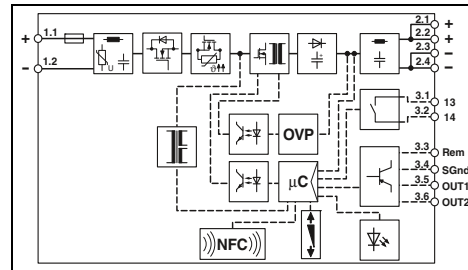 + 1.1
− 1.2
U
ϑ
2.1 +
2.2 +
2.3 −
2.4 −
3.1 13
3.2 14
OVP
µC
3.3 Rem
3.4 SGnd
3.5 OUT1
3.6 OUT2
NFC